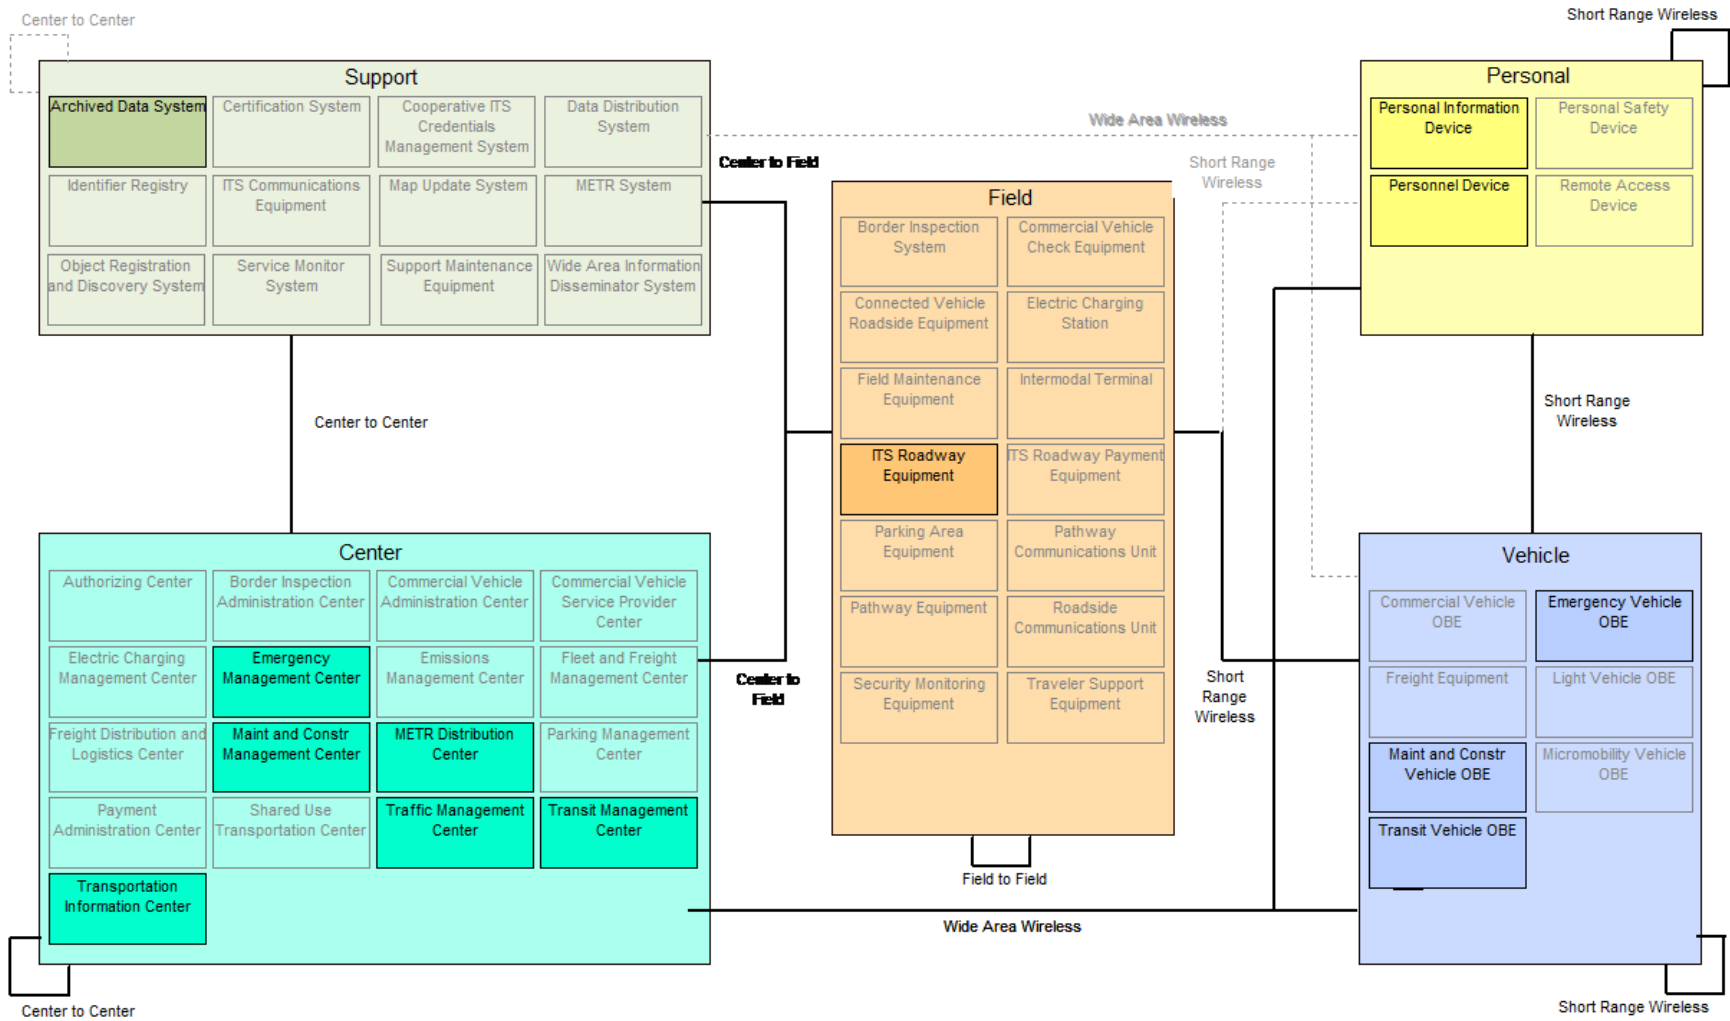 Center to Center
Short Range Wireless
Support
Archived Data System
Certification System
Cooperative ITS
Credentials
Management System
Data Distribution
System
Identifier Registry
ITS Communications
Equipment
Map Update System
METR System
Object Registration
and Discovery System
Service Monitor
System
Support Maintenance
Equipment
Wide Area Information
Disseminator System
Wide Area Wireless
Center to Field
Short Range
Wireless
Personal
Personal Information
Device
Personal Safety
Device
Personnel Device
Remote Access
Device
Field
Border Inspection
System
Commercial Vehicle
Check Equipment
Connected Vehicle
Roadside Equipment
Electric Charging
Station
Field Maintenance
Equipment
Intermodal Terminal
ITS Roadway
Equipment
ITS Roadway Payment
Equipment
Parking Area
Equipment
Pathway
Communications Unit
Pathway Equipment
Roadside
Communications Unit
Security Monitoring
Equipment
Traveler Support
Equipment
Center to Center
Short Range
Wireless
Center
Authorizing Center
Border Inspection
Administration Center
Commercial Vehicle
Administration Center
Commercial Vehicle
Service Provider
Center
Electric Charging
Management Center
Emergency
Management Center
Emissions
Management Center
Fleet and Freight
Management Center
Freight Distribution and
Logistics Center
Maint and Constr
Management Center
METR Distribution
Center
Parking Management
Center
Payment
Administration Center
Shared Use
Transportation Center
Traffic Management
Center
Transit Management
Center
Transportation
Information Center
Center to
Field
Short
Range
Wireless
Vehicle
Commercial Vehicle
OBE
Emergency Vehicle
OBE
Freight Equipment
Light Vehicle OBE
Maint and Constr
Vehicle OBE
Micromobility Vehicle
OBE
Transit Vehicle OBE
Field to Field
Wide Area Wireless
Center to Center
Short Range Wireless